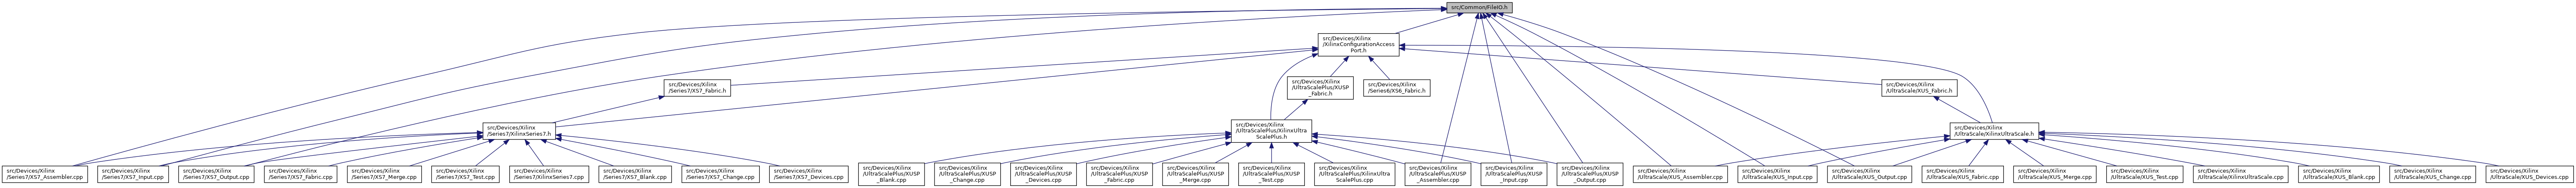 src/Common/FileIO.h
src/Devices/Xilinx
/XilinxConfigurationAccess
Port.h
src/Devices/Xilinx
/Series7/XS7_Fabric.h
src/Devices/Xilinx
/UltraScalePlus/XUSP
_Fabric.h
src/Devices/Xilinx
/Series6/XS6_Fabric.h
src/Devices/Xilinx
/UltraScale/XUS_Fabric.h
src/Devices/Xilinx
/Series7/XilinxSeries7.h
src/Devices/Xilinx
/UltraScalePlus/XilinxUltra
ScalePlus.h
src/Devices/Xilinx
/UltraScale/XilinxUltraScale.h
src/Devices/Xilinx
/Series7/XS7_Assembler.cpp
src/Devices/Xilinx
/Series7/XS7_Input.cpp
src/Devices/Xilinx
/Series7/XS7_Output.cpp
src/Devices/Xilinx
/Series7/XS7_Fabric.cpp
src/Devices/Xilinx
/Series7/XS7_Merge.cpp
src/Devices/Xilinx
/Series7/XS7_Test.cpp
src/Devices/Xilinx
/Series7/XilinxSeries7.cpp
src/Devices/Xilinx
/Series7/XS7_Blank.cpp
src/Devices/Xilinx
/Series7/XS7_Change.cpp
src/Devices/Xilinx
/Series7/XS7_Devices.cpp
src/Devices/Xilinx
/UltraScalePlus/XUSP
_Blank.cpp
src/Devices/Xilinx
/UltraScalePlus/XUSP
_Change.cpp
src/Devices/Xilinx
/UltraScalePlus/XUSP
_Devices.cpp
src/Devices/Xilinx
/UltraScalePlus/XUSP
_Fabric.cpp
src/Devices/Xilinx
/UltraScalePlus/XUSP
_Merge.cpp
src/Devices/Xilinx
/UltraScalePlus/XUSP
_Test.cpp
src/Devices/Xilinx
/UltraScalePlus/XilinxUltra
ScalePlus.cpp
src/Devices/Xilinx
/UltraScalePlus/XUSP
_Assembler.cpp
src/Devices/Xilinx
/UltraScalePlus/XUSP
_Input.cpp
src/Devices/Xilinx
/UltraScalePlus/XUSP
_Output.cpp
src/Devices/Xilinx
/UltraScale/XUS_Assembler.cpp
src/Devices/Xilinx
/UltraScale/XUS_Input.cpp
src/Devices/Xilinx
/UltraScale/XUS_Output.cpp
src/Devices/Xilinx
/UltraScale/XUS_Fabric.cpp
src/Devices/Xilinx
/UltraScale/XUS_Merge.cpp
src/Devices/Xilinx
/UltraScale/XUS_Test.cpp
src/Devices/Xilinx
/UltraScale/XilinxUltraScale.cpp
src/Devices/Xilinx
/UltraScale/XUS_Blank.cpp
src/Devices/Xilinx
/UltraScale/XUS_Change.cpp
src/Devices/Xilinx
/UltraScale/XUS_Devices.cpp